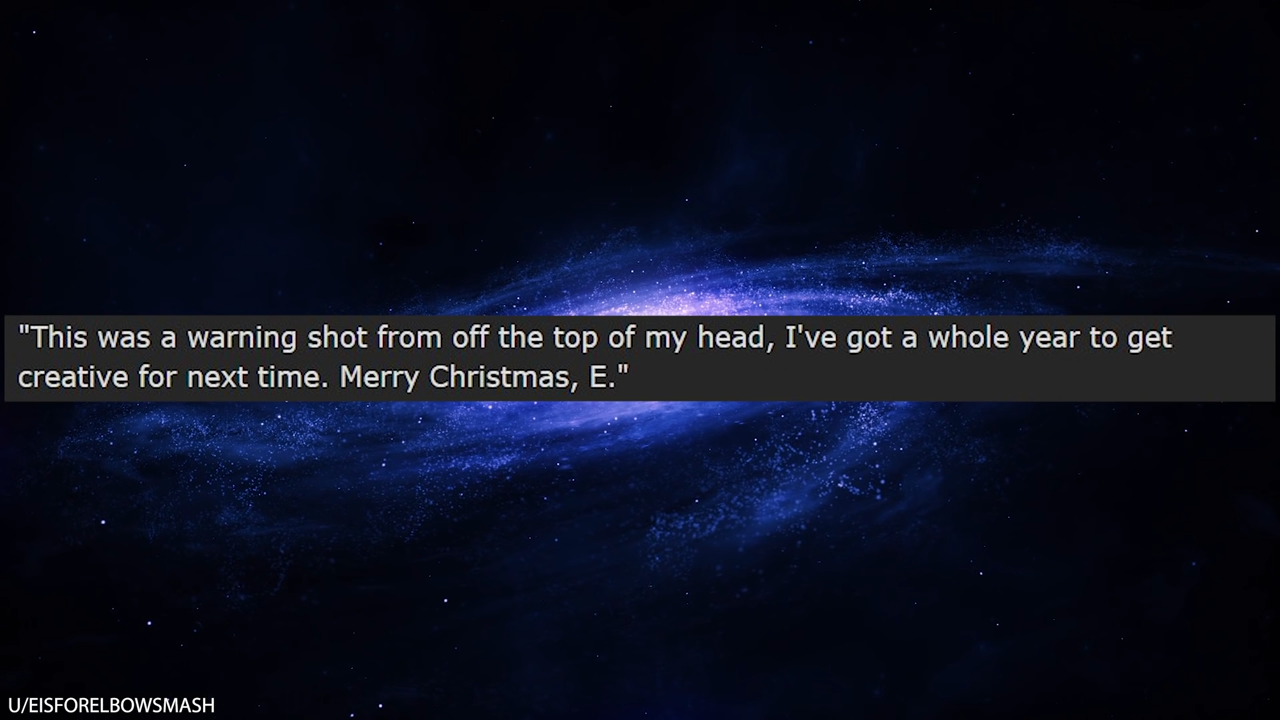 "This was a warning shot from off the top of my head, I've got a whole year to get
creative for next time. Merry Christmas, E."
U/EISFORELBOWSMASH